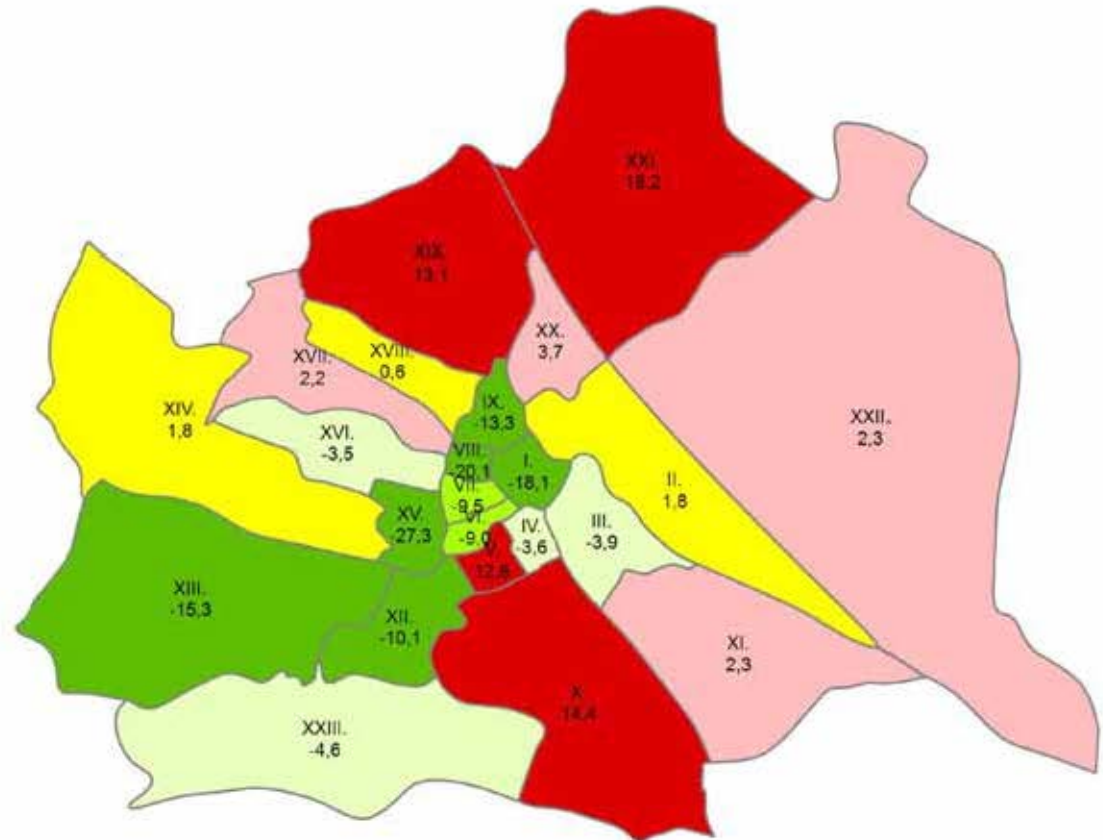 XXI.
18,2
XIX.
13,1
XX.
3,7
XVII.
2,2
XVIII.
0,6
XIV.
1,8
IX.
-13,3
XXII.
2,3
XVI.
-3,5
VIII.
-20,1
I.
-18,1
II.
1,8
VII.
-9,5
XV.
-27,3
VI.
-9,0
IV.
-3,6
III.
-3,9
V.
12,8
XIII.
-15,3
XII.
-10,1
XI.
2,3
X.
14,4
XXIII.
-4,6